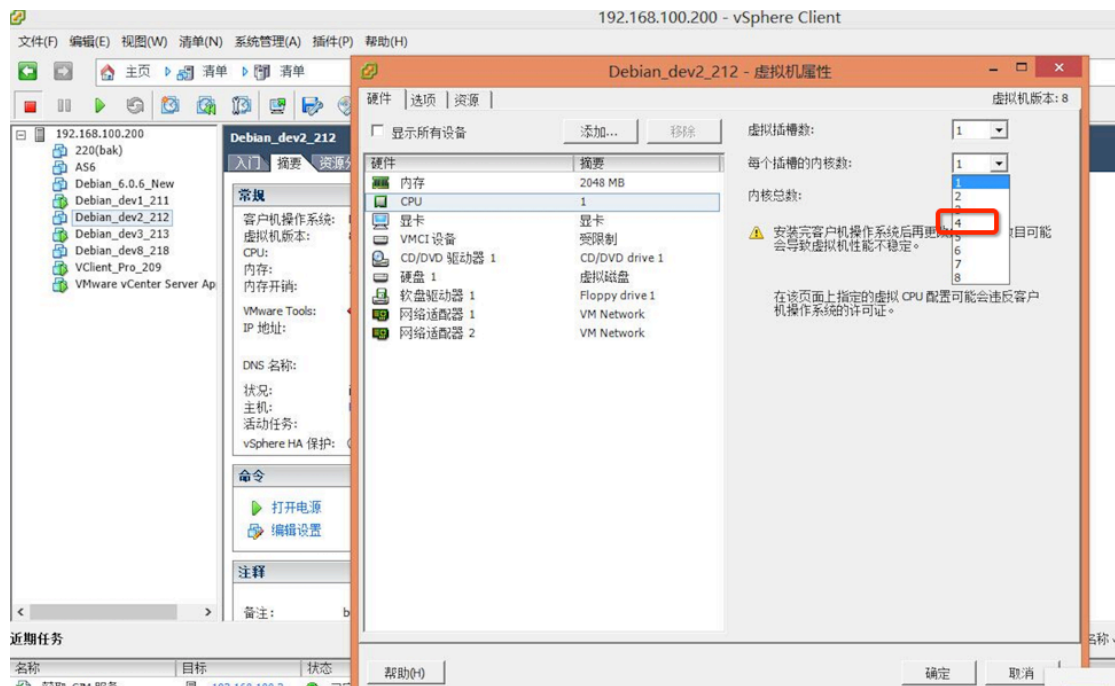 192.168.100.200 - vSphere Client
文件(F) 编辑(E) 视图(W) 清单(N) 系统管理(A) 插件(P) 帮助(H)
主页 清单 清单
192.168.100.200
220(bak)
AS6
Debian_6.0.6_New
Debian_dev1_211
Debian_dev2_212
Debian_dev3_213
Debian_dev8_218
VClient_Pro_209
VMware vCenter Server Ap
Debian_dev2_212
入门 摘要
常规
客户机操作系统:
虚拟机版本:
CPU:
内存:
内存开销:
VMware Tools:
IP 地址:
DNS 名称:
状况:
主机:
活动任务:
vSphere HA 保护:
命令
打开电源
编辑设置
注释
备注:
Debian_dev2_212 - 虚拟机属性
硬件 选项 资源
虚拟机版本: 8
显示所有设备
添加... 移除
硬件 摘要
内存 2048 MB
CPU 1
显卡 显卡
VMCI 设备 受限制
CD/DVD 驱动器 1 CD/DVD drive 1
硬盘 1 虚拟磁盘
软盘驱动器 1 Floppy drive 1
网络适配器 1 VM Network
网络适配器 2 VM Network
虚拟插槽数: 1
每个插槽的内核数: 1
内核总数:
1
2
3
4
5
6
7
8
安装完客户机操作系统后再更 数目可能
会导致虚拟机性能不稳定。
在该页面上指定的虚拟 CPU 配置可能会违反客户
机操作系统的许可证。
帮助(H) 确定 取消
近期任务
名称
名称 目标 状态